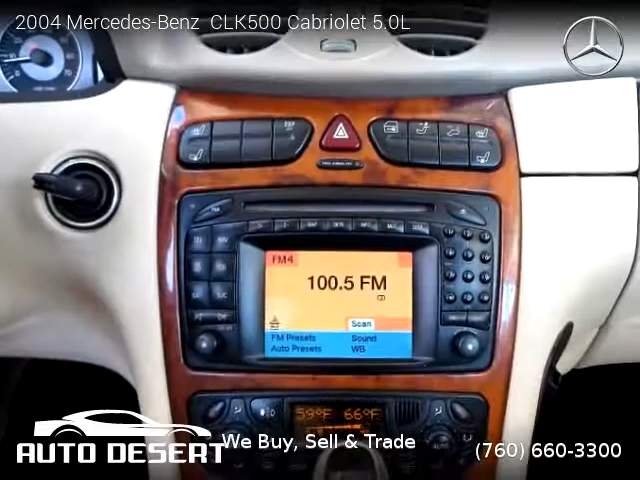 2004 Mercedes-Benz CLK500 Cabriolet 5.0L
FM4
100.5 FM
Scan
FM Presets Sound
Auto Presets WB
59°F 66°F
AUTO DESERT
We Buy, Sell & Trade
(760) 660-3300